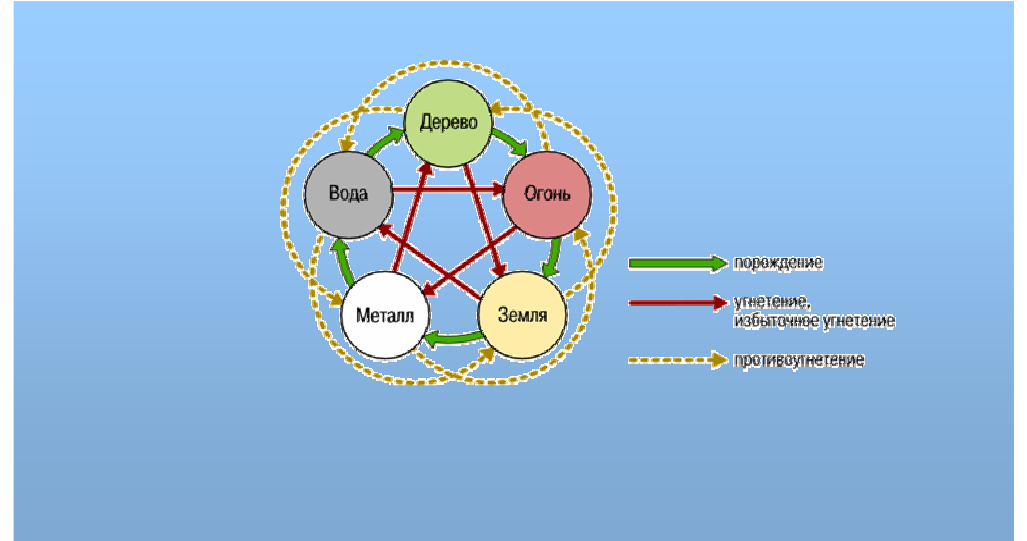 Дерево
Вода
Огонь
Металл
Земля
порождение
угнетение,
избыточное угнетение
противоугнетение